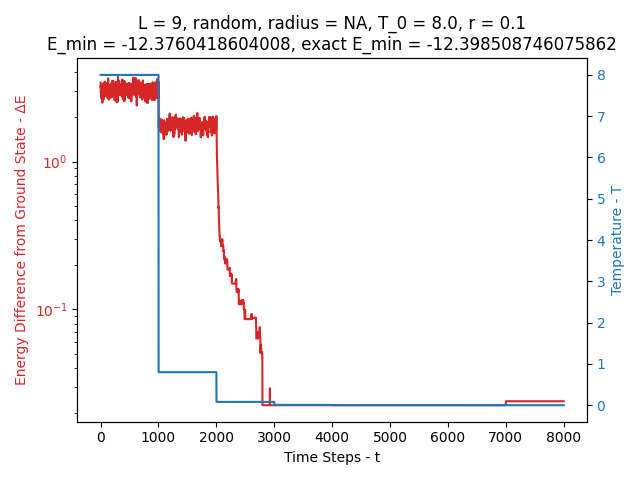 L = 9, random, radius = NA, T_0 = 8.0, r = 0.1
E_min = -12.3760418604008, exact E_min = -12.398508746075862
Energy Difference from Ground State - ΔE
10⁰
10⁻¹
8
7
6
5
4
3
2
1
0
Temperature - T
0 1000 2000 3000 4000 5000 6000 7000 8000
Time Steps - t